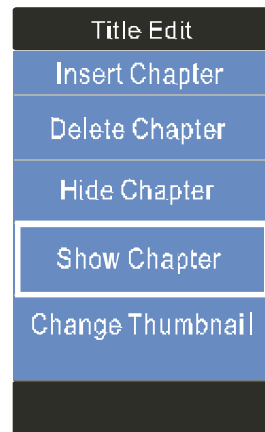 Title Edit
Insert Chapter
Delete Chapter
Hide Chapter
Show Chapter
Change Thumbnail